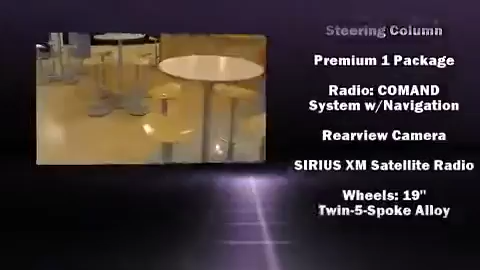 Steering Column
Premium 1 Package
Radio: COMAND
System w/Navigation
Rearview Camera
SIRIUS XM Satellite Radio
Wheels: 19"
Twin-5-Spoke Alloy